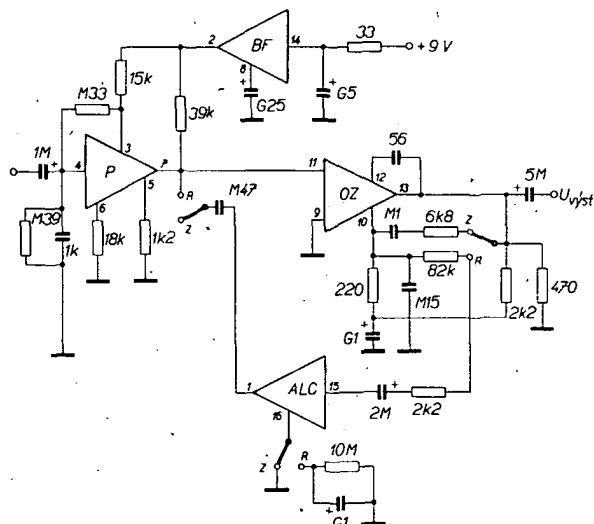 2
BF
14
33
+ 9 V
15k
8
G25
G5
M33
39k
1M
+
4
P
3
7
6
5
R
Z
M47
11
OZ
12
13
56
9
10
5M
Uvýst
M39
1k
18k
1k2
M1
6k8
Z
82k
R
220
M15
2k2
470
G1
1
ALC
15
2M
2k2
16
Z
R
10M
G1